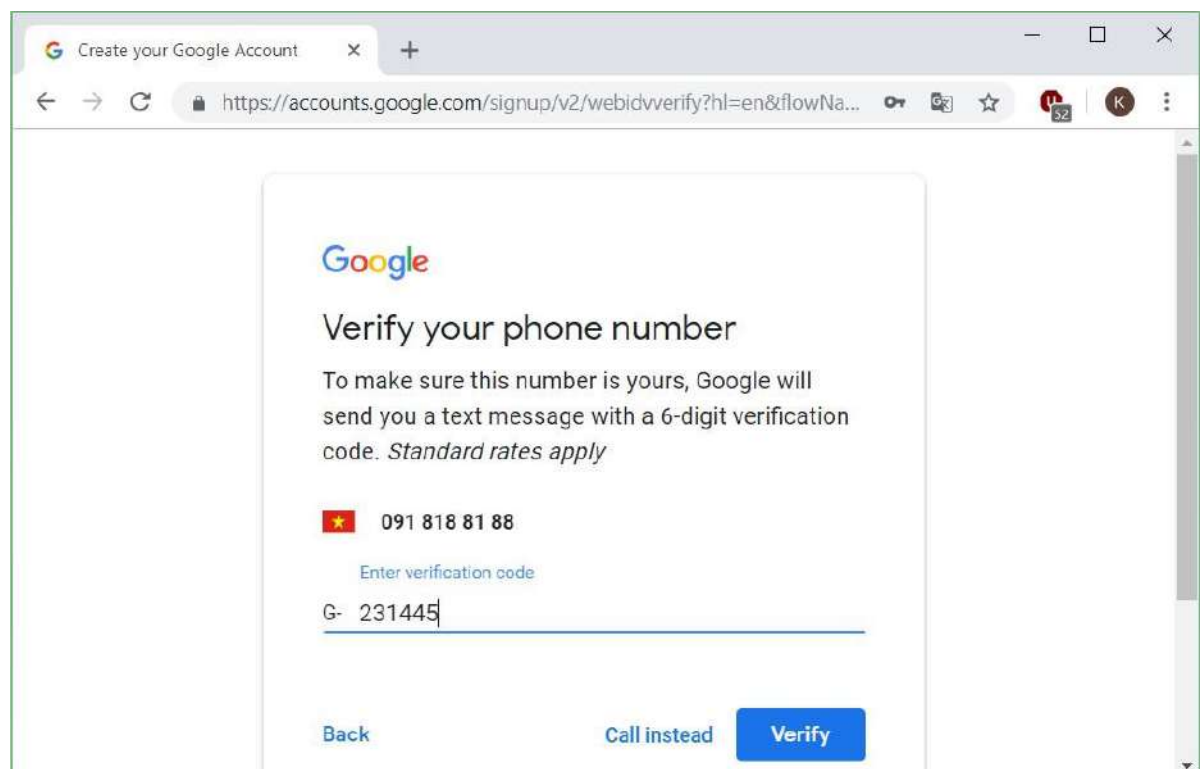 Create your Google Account
https://accounts.google.com/signup/v2/webidvverify?hl=en&flowNa...
52
K
Google
Verify your phone number
To make sure this number is yours, Google will
send you a text message with a 6-digit verification
code. Standard rates apply
091 818 81 88
Enter verification code
G- 231445
Back Call instead Verify